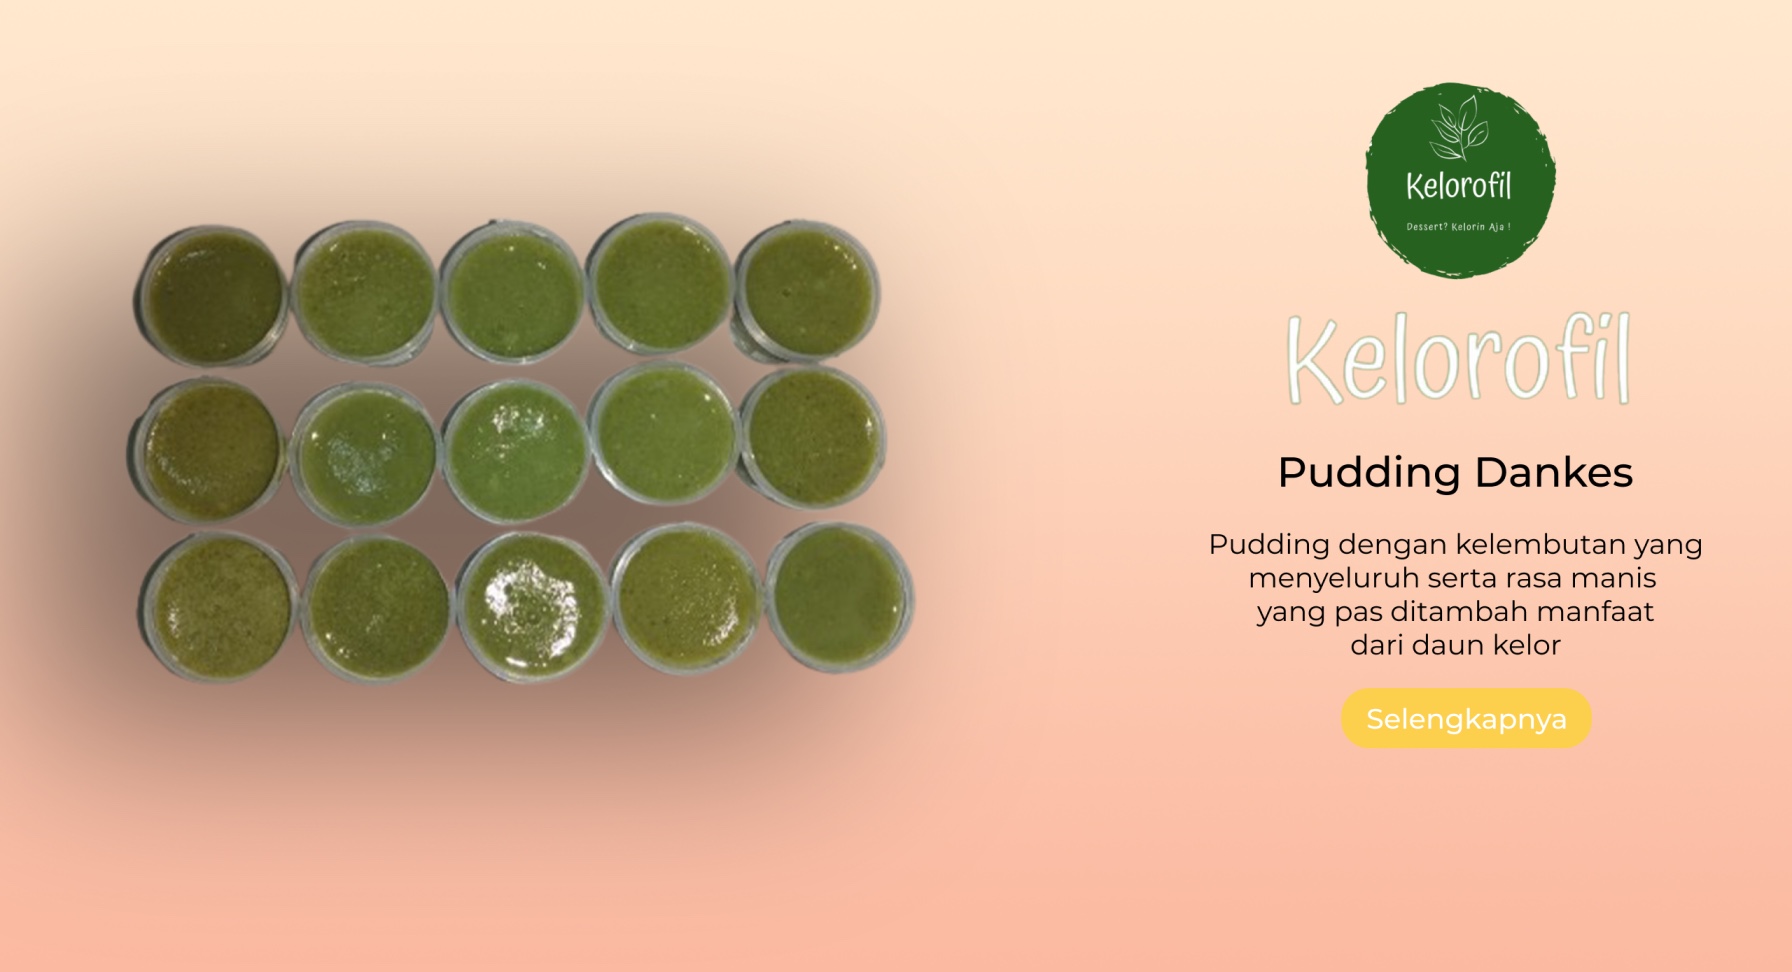 Kelorofil
Dessert? Kelorin Aja !
Kelorofil
Pudding Dankes
Pudding dengan kelembutan yang
menyeluruh serta rasa manis
yang pas ditambah manfaat
dari daun kelor
Selengkapnya